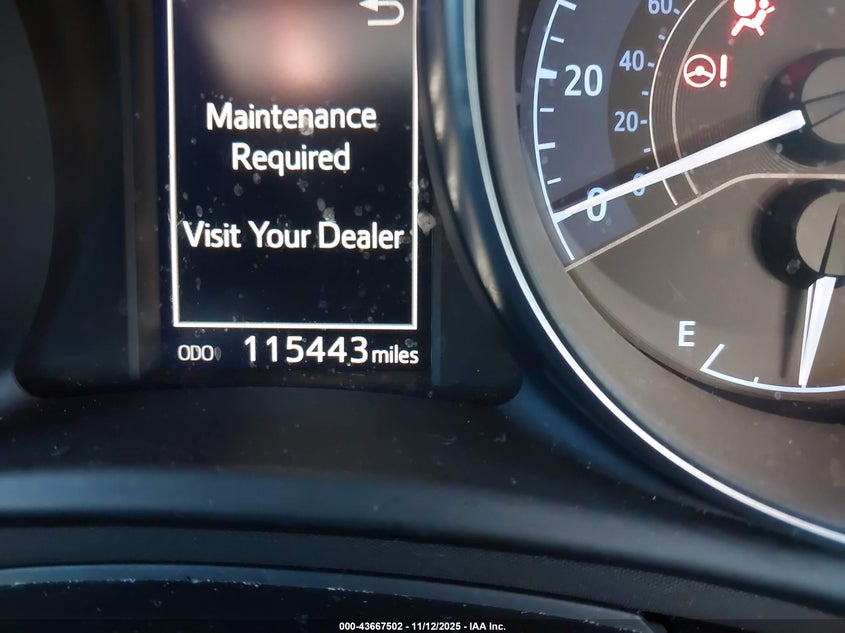 Maintenance
Required
Visit Your Dealer
ODO 115443 miles
60
40
20
0
20
0
E
000-43667502 - 11/12/2025 - IAA Inc.